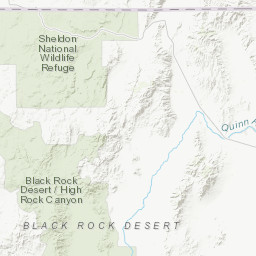 Sheldon
National
Wildlife
Refuge
Quinn
Black Rock
Desert / High
Rock Canyon
BLACK ROCK DESERT